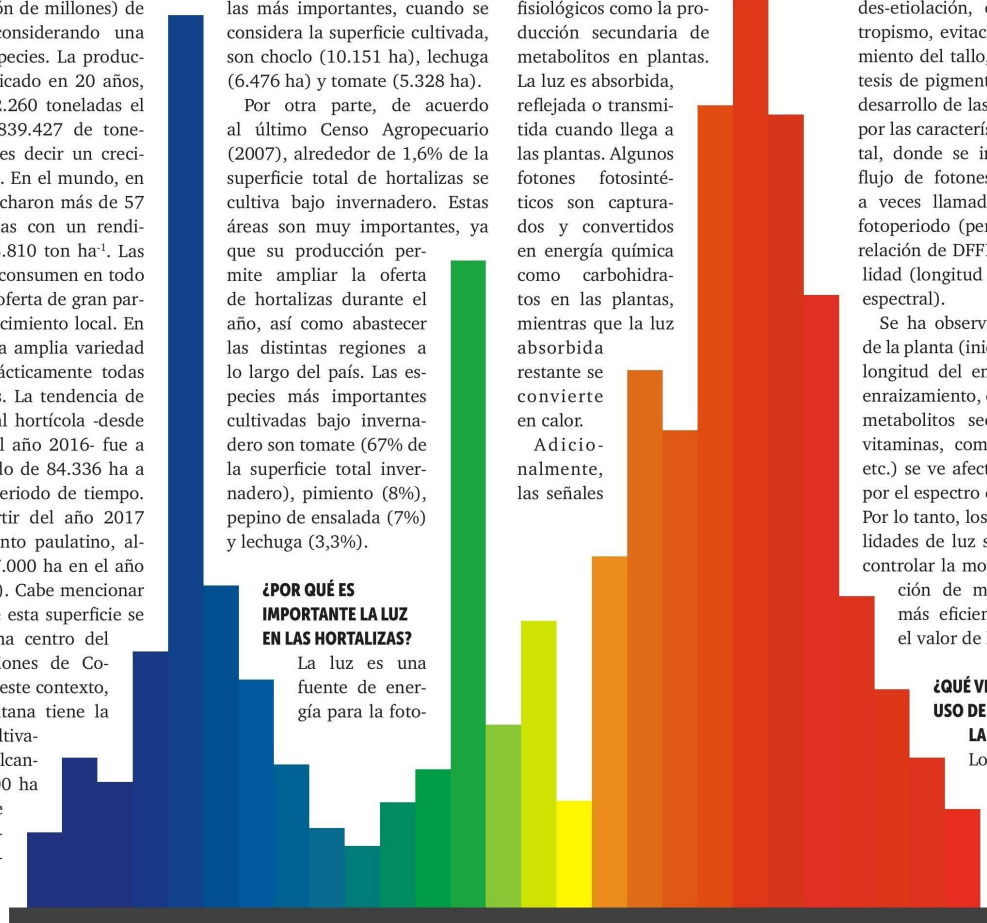 ón de millones) de
considerando una
pecies. La produc-
icado en 20 años,
2.260 toneladas el
839.427 de tone-
es decir un creci-
. En el mundo, en
charon más de 57
as con un rendi-
.810 ton ha⁻¹. Las
consumen en todo
oferta de gran par-
cimiento local. En
a amplia variedad
ácticamente todas
s. La tendencia de
al hortícola -desde
l año 2016- fue a
lo de 84.336 ha a
eriodo de tiempo.
rtir del año 2017
nto paulatino, al-
7.000 ha en el año
). Cabe mencionar
e esta superficie se
na centro del
iones de Co-
este contexto,
itana tiene la
ltiva-
lcan-
00 ha
e
las más importantes, cuando se
considera la superficie cultivada,
son choclo (10.151 ha), lechuga
(6.476 ha) y tomate (5.328 ha).
Por otra parte, de acuerdo
al último Censo Agropecuario
(2007), alrededor de 1,6% de la
superficie total de hortalizas se
cultiva bajo invernadero. Estas
áreas son muy importantes, ya
que su producción per-
mite ampliar la oferta
de hortalizas durante el
año, así como abastecer
las distintas regiones a
lo largo del país. Las es-
pecies más importantes
cultivadas bajo inverna-
dero son tomate (67% de
la superficie total inver-
nadero), pimiento (8%),
pepino de ensalada (7%)
y lechuga (3,3%).
¿POR QUÉ ES
IMPORTANTE LA LUZ
EN LAS HORTALIZAS?
La luz es una
fuente de ener-
gía para la foto-
fisiológicos como la pro-
ducción secundaria de
metabolitos en plantas.
La luz es absorbida,
reflejada o transmi-
tida cuando llega a
las plantas. Algunos
fotones fotosinté-
ticos son captura-
dos y convertidos
en energía química
como carbohidra-
tos en las plantas,
mientras que la luz
absorbida
restante se
convierte
en calor.
Adicio-
nalmente,
las señales
des-etiolación,
tropismo, evitac
miento del tallo,
tesis de pigment
desarrollo de las
por las caracterís
tal, donde se in
flujo de fotones
a veces llamad
fotoperiodo (per
relación de DFF
lidad (longitud
espectral).
Se ha observ
de la planta (inic
longitud del en
enraizamiento,
metabolitos sec
vitaminas, com
etc.) se ve afect
por el espectro
Por lo tanto, los
lidades de luz s
controlar la mo
ción de m
más eficien
el valor de
¿QUÉ VE
USO DE
LA
Lo